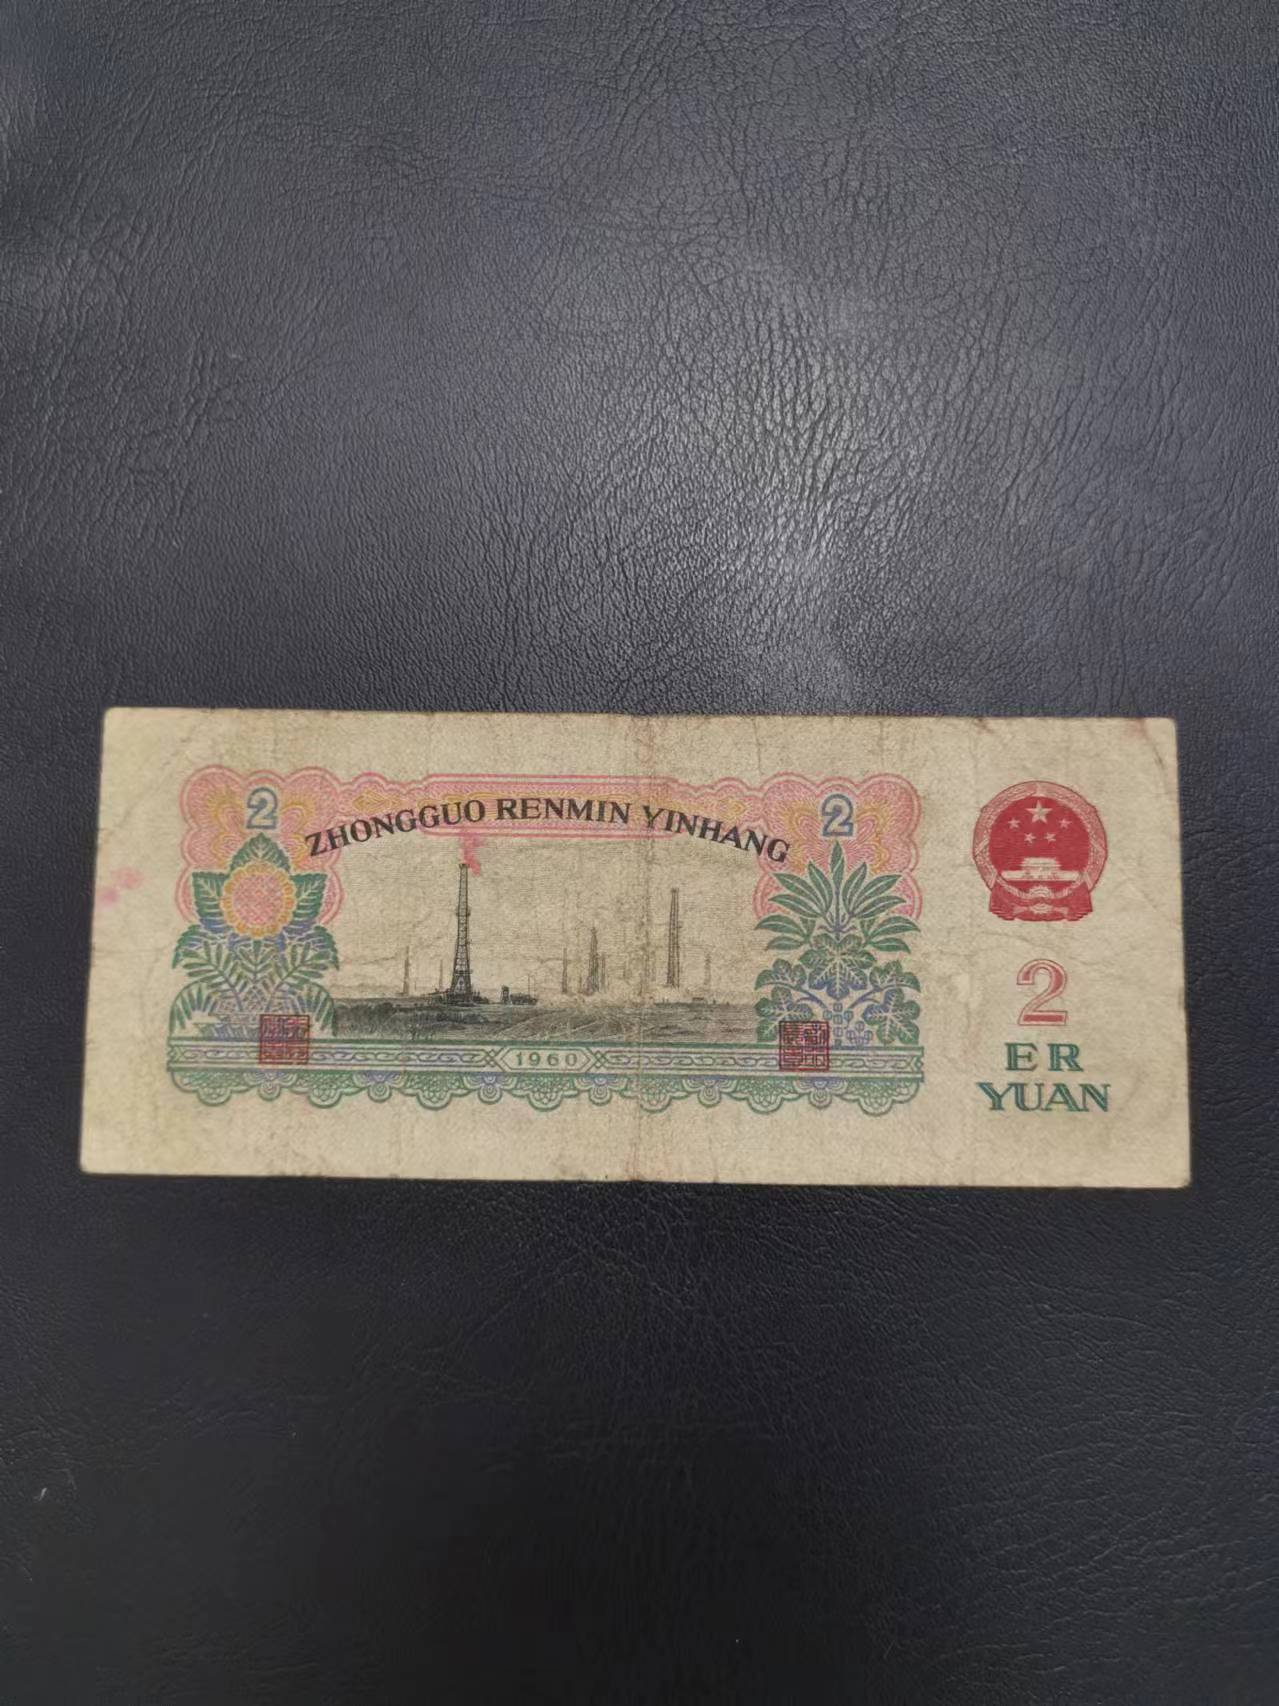 2
2
ZHONGGUO RENMIN YINHANG
1960
2
ER
YUAN